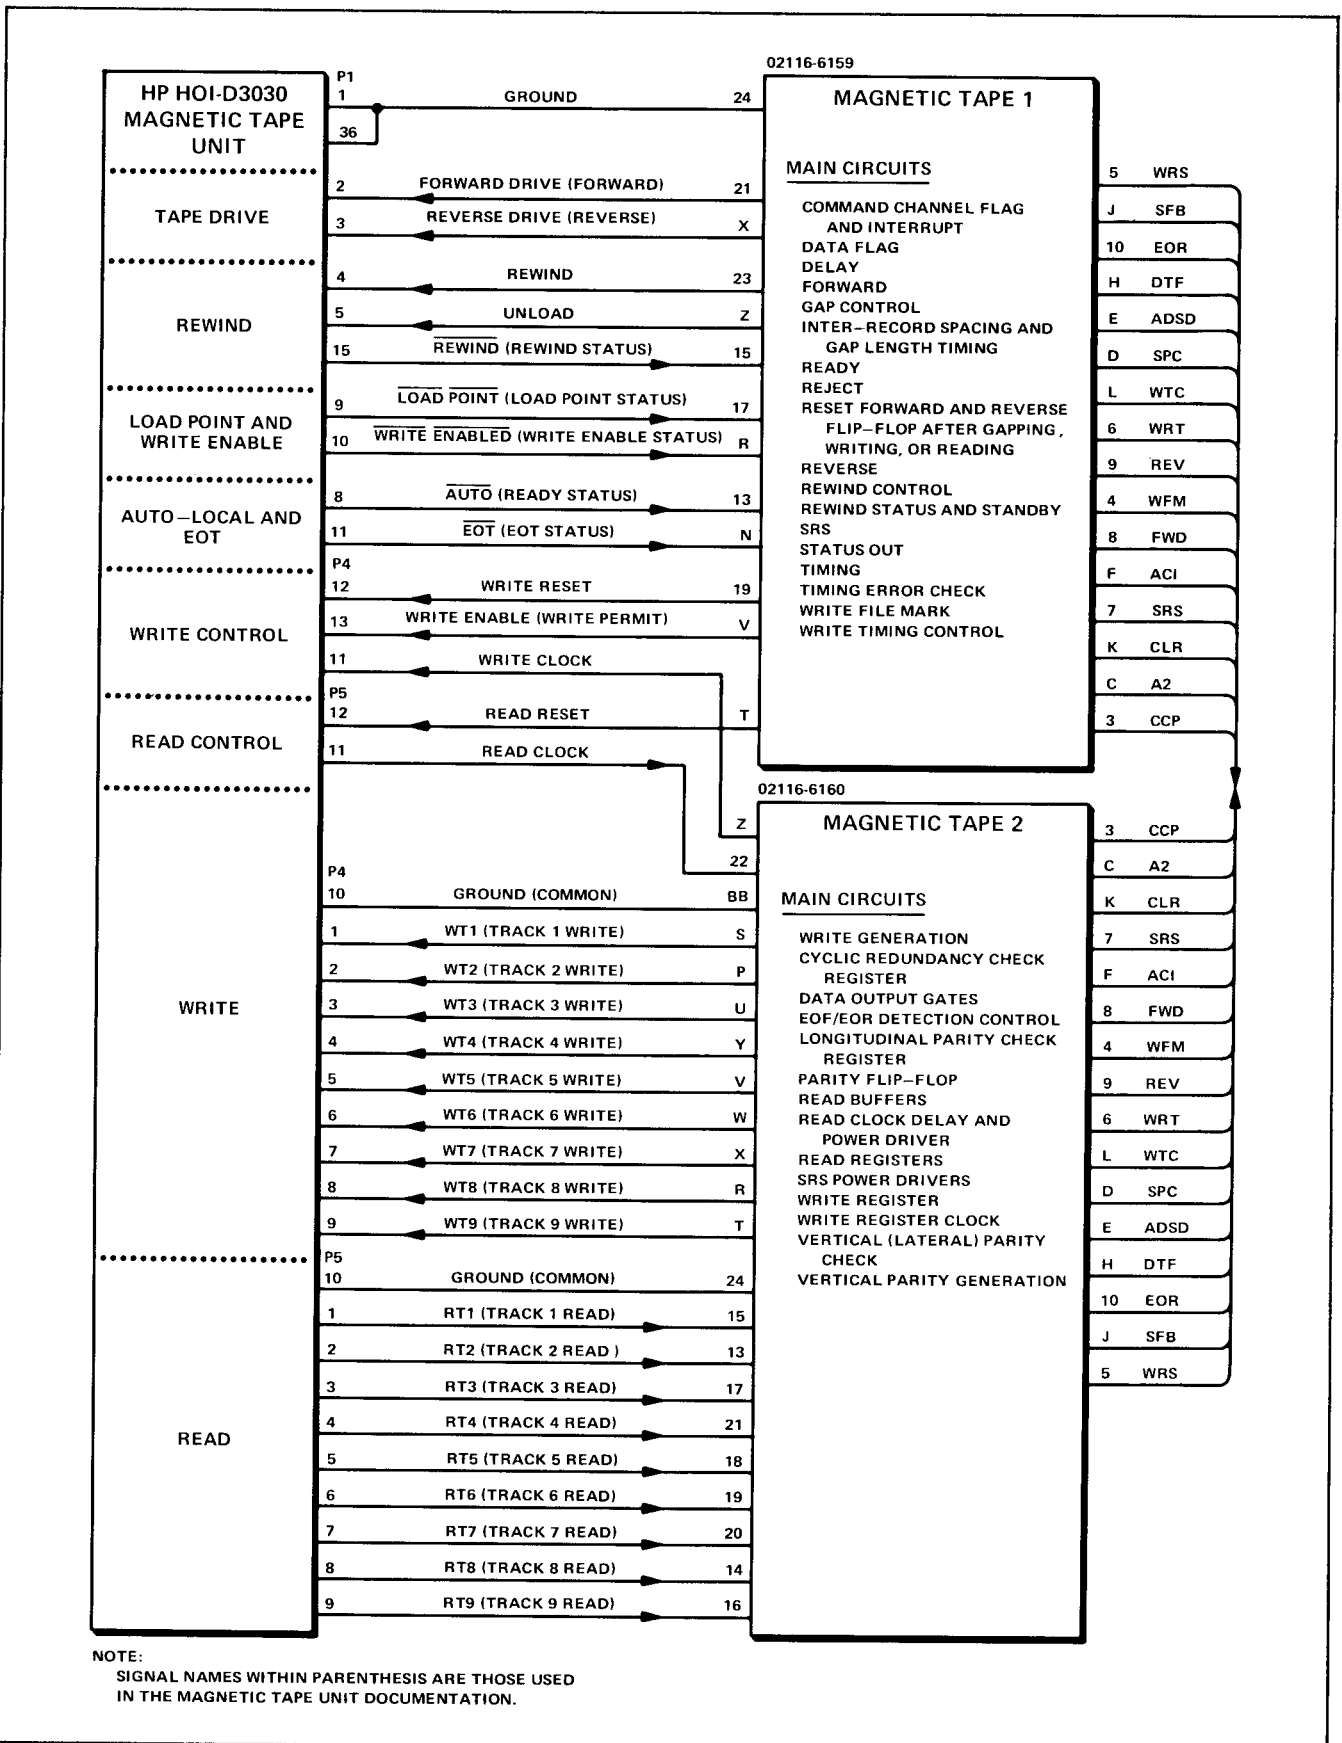 02116-6159
HP HOI-D3030
MAGNETIC TAPE
UNIT
P1
1 GROUND 24
36
MAGNETIC TAPE 1
MAIN CIRCUITS
COMMAND CHANNEL FLAG
AND INTERRUPT
DATA FLAG
DELAY
FORWARD
GAP CONTROL
INTER-RECORD SPACING AND
GAP LENGTH TIMING
READY
REJECT
RESET FORWARD AND REVERSE
FLIP-FLOP AFTER GAPPING,
WRITING, OR READING
REVERSE
REWIND CONTROL
REWIND STATUS AND STANDBY
SRS
STATUS OUT
TIMING
TIMING ERROR CHECK
WRITE FILE MARK
WRITE TIMING CONTROL
5 WRS
J SFB
10 EOR
H DTF
E ADSD
D SPC
L WTC
6 WRT
9 REV
4 WFM
8 FWD
F ACI
7 SRS
K CLR
C A2
3 CCP
TAPE DRIVE
2 FORWARD DRIVE (FORWARD) 21
3 REVERSE DRIVE (REVERSE) X
REWIND
4 REWIND 23
5 UNLOAD Z
15 REWIND (REWIND STATUS) 15
LOAD POINT AND
WRITE ENABLE
9 LOAD POINT (LOAD POINT STATUS) 17
10 WRITE ENABLED (WRITE ENABLE STATUS) R
AUTO-LOCAL AND
EOT
8 AUTO (READY STATUS) 13
11 EOT (EOT STATUS) N
WRITE CONTROL
P4
12 WRITE RESET 19
13 WRITE ENABLE (WRITE PERMIT) V
11 WRITE CLOCK
READ CONTROL
P5
12 READ RESET T
11 READ CLOCK
02116-6160
Z
22
MAGNETIC TAPE 2
MAIN CIRCUITS
WRITE GENERATION
CYCLIC REDUNDANCY CHECK
REGISTER
DATA OUTPUT GATES
EOF/EOR DETECTION CONTROL
LONGITUDINAL PARITY CHECK
REGISTER
PARITY FLIP-FLOP
READ BUFFERS
READ CLOCK DELAY AND
POWER DRIVER
READ REGISTERS
SRS POWER DRIVERS
WRITE REGISTER
WRITE REGISTER CLOCK
VERTICAL (LATERAL) PARITY
CHECK
VERTICAL PARITY GENERATION
3 CCP
C A2
K CLR
7 SRS
F ACI
8 FWD
4 WFM
9 REV
6 WRT
L WTC
D SPC
E ADSD
H DTF
10 EOR
J SFB
5 WRS
WRITE
P4
10 GROUND (COMMON) BB
1 WT1 (TRACK 1 WRITE) S
2 WT2 (TRACK 2 WRITE) P
3 WT3 (TRACK 3 WRITE) U
4 WT4 (TRACK 4 WRITE) Y
5 WT5 (TRACK 5 WRITE) V
6 WT6 (TRACK 6 WRITE) W
7 WT7 (TRACK 7 WRITE) X
8 WT8 (TRACK 8 WRITE) R
9 WT9 (TRACK 9 WRITE) T
READ
P5
10 GROUND (COMMON) 24
1 RT1 (TRACK 1 READ) 15
2 RT2 (TRACK 2 READ ) 13
3 RT3 (TRACK 3 READ) 17
4 RT4 (TRACK 4 READ) 21
5 RT5 (TRACK 5 READ) 18
6 RT6 (TRACK 6 READ) 19
7 RT7 (TRACK 7 READ) 20
8 RT8 (TRACK 8 READ) 14
9 RT9 (TRACK 9 READ) 16
NOTE:
SIGNAL NAMES WITHIN PARENTHESIS ARE THOSE USED
IN THE MAGNETIC TAPE UNIT DOCUMENTATION.